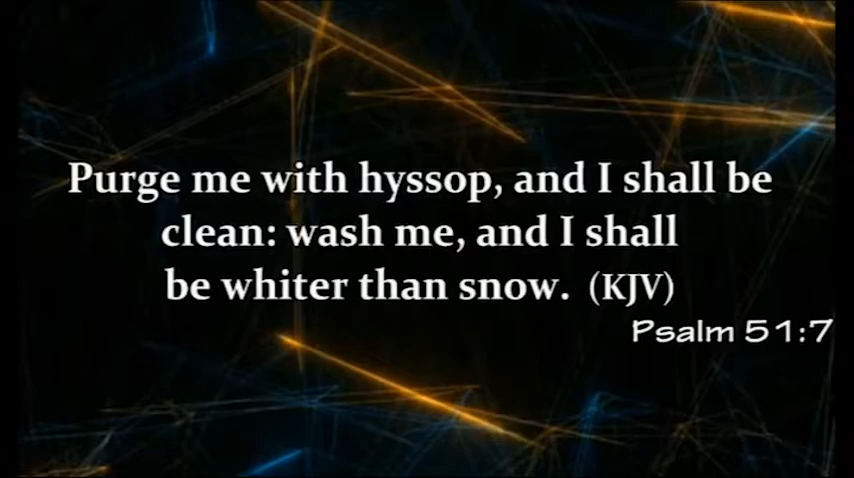 Purge me with hyssop, and I shall be
clean: wash me, and I shall
be whiter than snow. (KJV)
Psalm 51:7